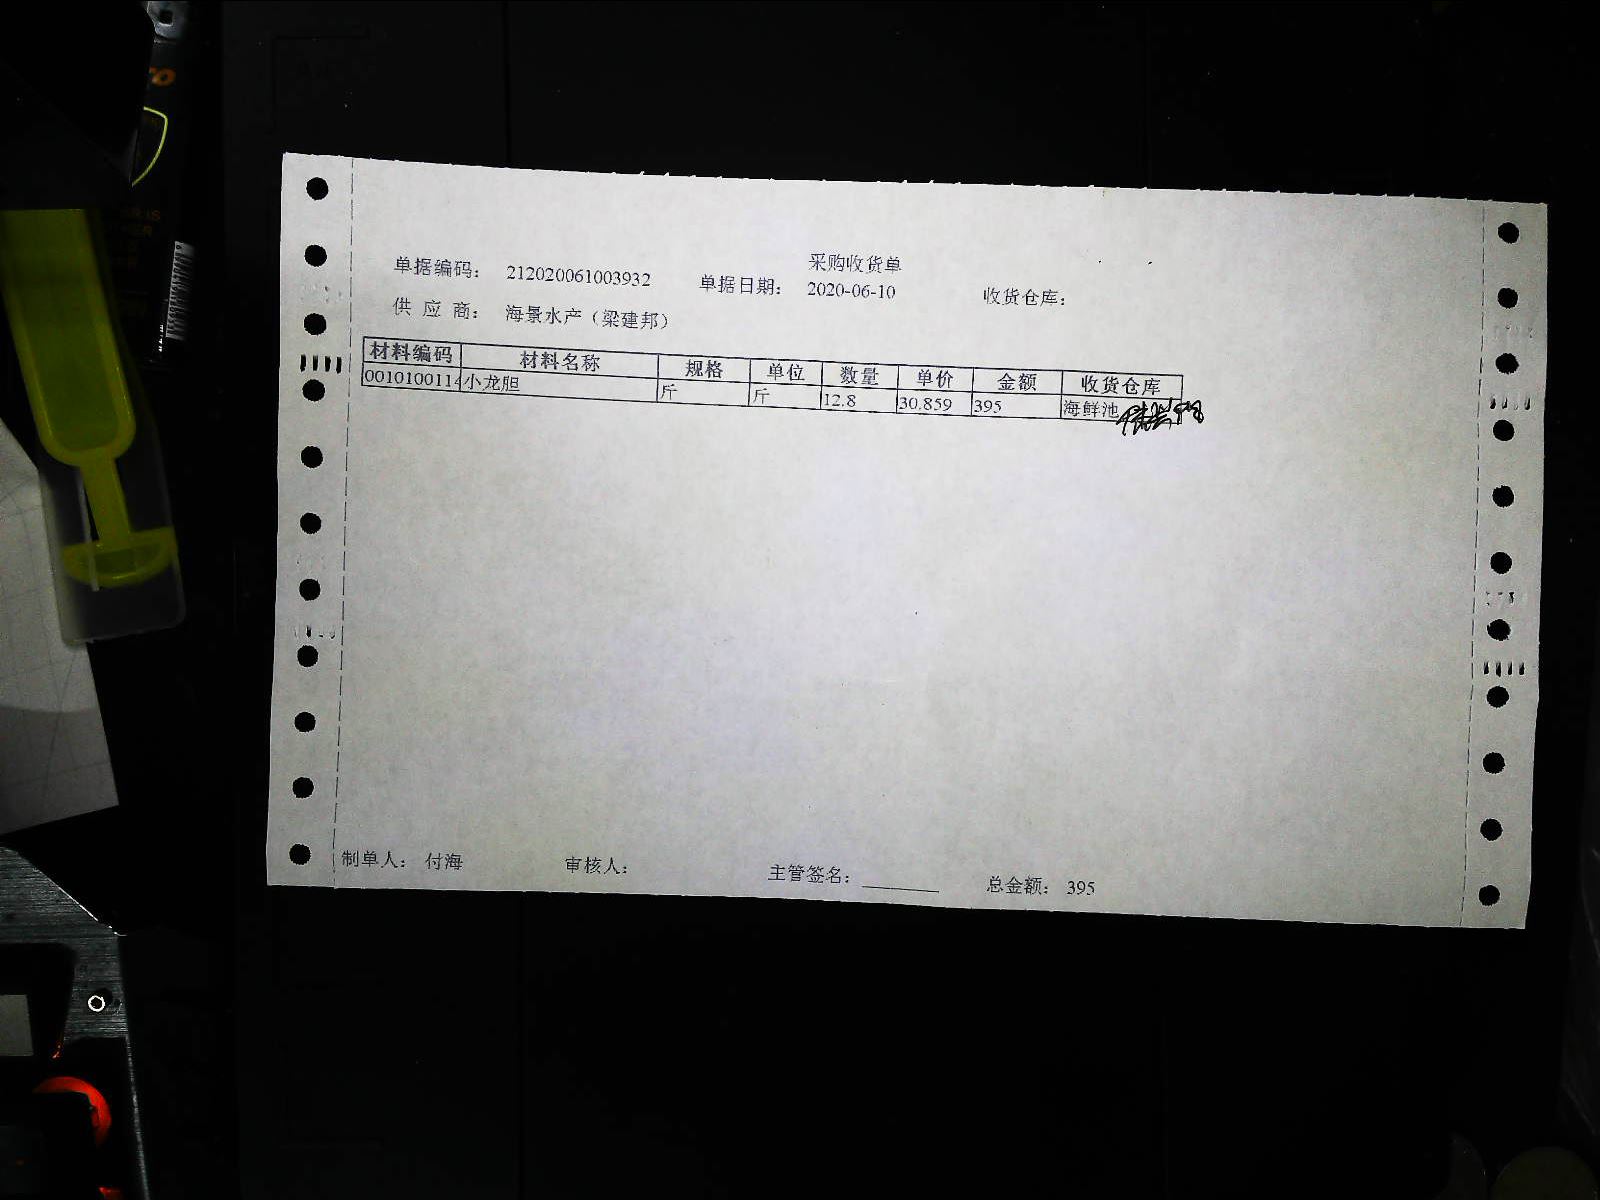 采购收货单
单据编码： 212020061003932 单据日期： 2020-06-10 收货仓库：
供 应 商： 海景水产（梁建邦）
材料编码 材料名称 规格 单位 数量 单价 金额 收货仓库
0010100114 小龙胆 斤 斤 12.8 30.859 395 海鲜池
制单人： 付海 审核人： 主管签名： 总金额： 395